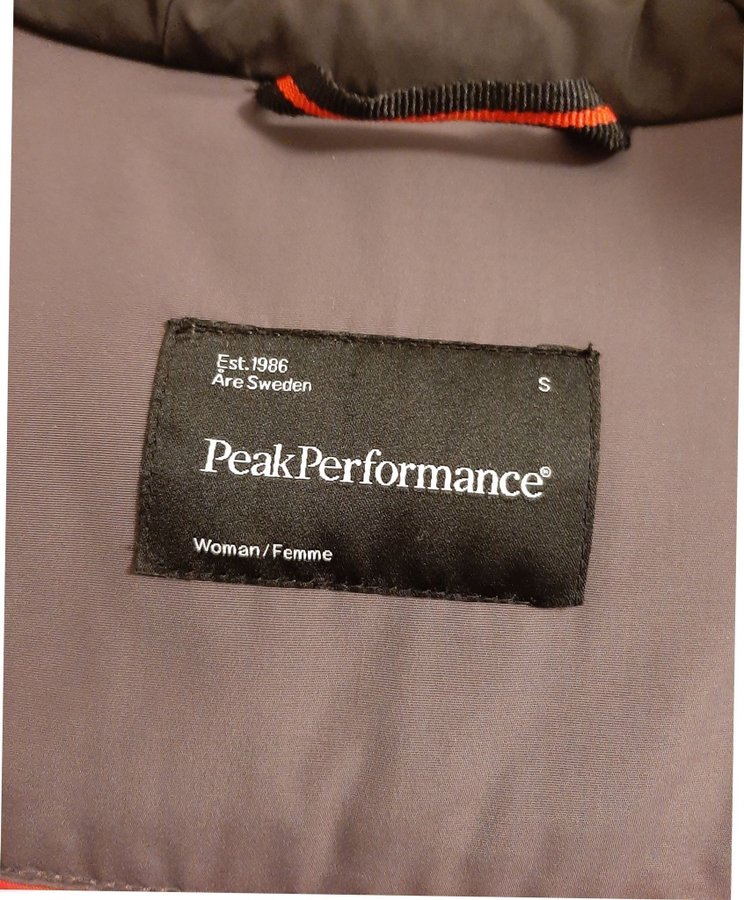 Est.1986
Åre Sweden
S
PeakPerformance®
Woman/Femme